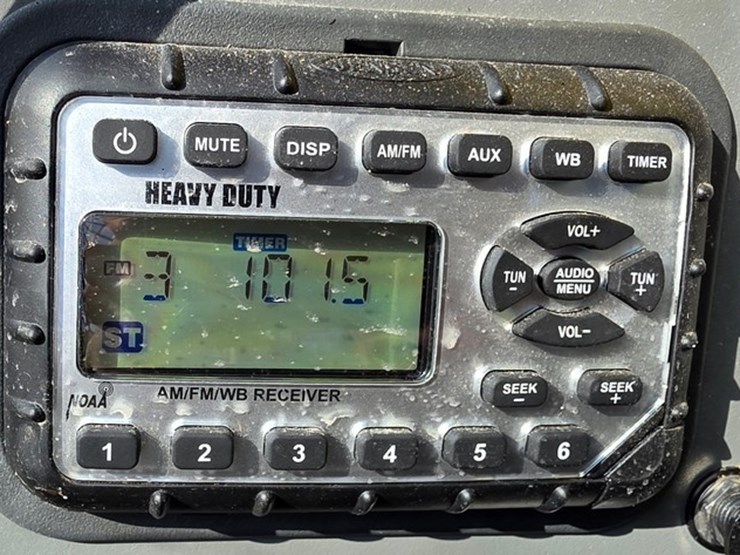 MUTE DISP AM/FM AUX WB TIMER
HEAVY DUTY
TIMER
FM 3 101.5
ST
VOL+
TUN - AUDIO MENU TUN +
VOL-
NOAA AM/FM/WB RECEIVER
SEEK - SEEK +
1 2 3 4 5 6